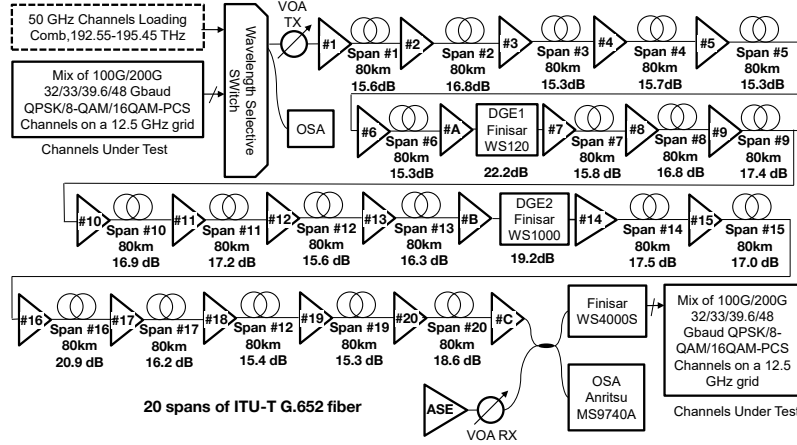 50 GHz Channels Loading
Comb,192.55-195.45 THz
Mix of 100G/200G
32/33/39.6/48 Gbaud
QPSK/8-QAM/16QAM-PCS
Channels on a 12.5 GHz grid
Channels Under Test
Wavelength Selective
SWitch
VOA
TX
OSA
#1
Span #1
80km
15.6dB
#2
Span #2
80km
16.8dB
#3
Span #3
80km
15.3dB
#4
Span #4
80km
15.7dB
#5
Span #5
80km
15.3dB
#6
Span #6
80km
15.3dB
#A
DGE1
Finisar
WS120
22.2dB
#7
Span #7
80km
15.8 dB
#8
Span #8
80km
16.8 dB
#9
Span #9
80km
17.4 dB
#10
Span #10
80km
16.9 dB
#11
Span #11
80km
17.2 dB
#12
Span #12
80km
15.6 dB
#13
Span #13
80km
16.3 dB
#B
DGE2
Finisar
WS1000
19.2dB
#14
Span #14
80km
17.5 dB
#15
Span #15
80km
17.0 dB
#16
Span #16
80km
20.9 dB
#17
Span #17
80km
16.2 dB
#18
Span #12
80km
15.4 dB
#19
Span #19
80km
15.3 dB
#20
Span #20
80km
18.6 dB
#C
Finisar
WS4000S
Mix of 100G/200G
32/33/39.6/48
Gbaud QPSK/8-
QAM/16QAM-PCS
Channels on a 12.5
GHz grid
Channels Under Test
OSA
Anritsu
MS9740A
ASE
VOA RX
20 spans of ITU-T G.652 fiber